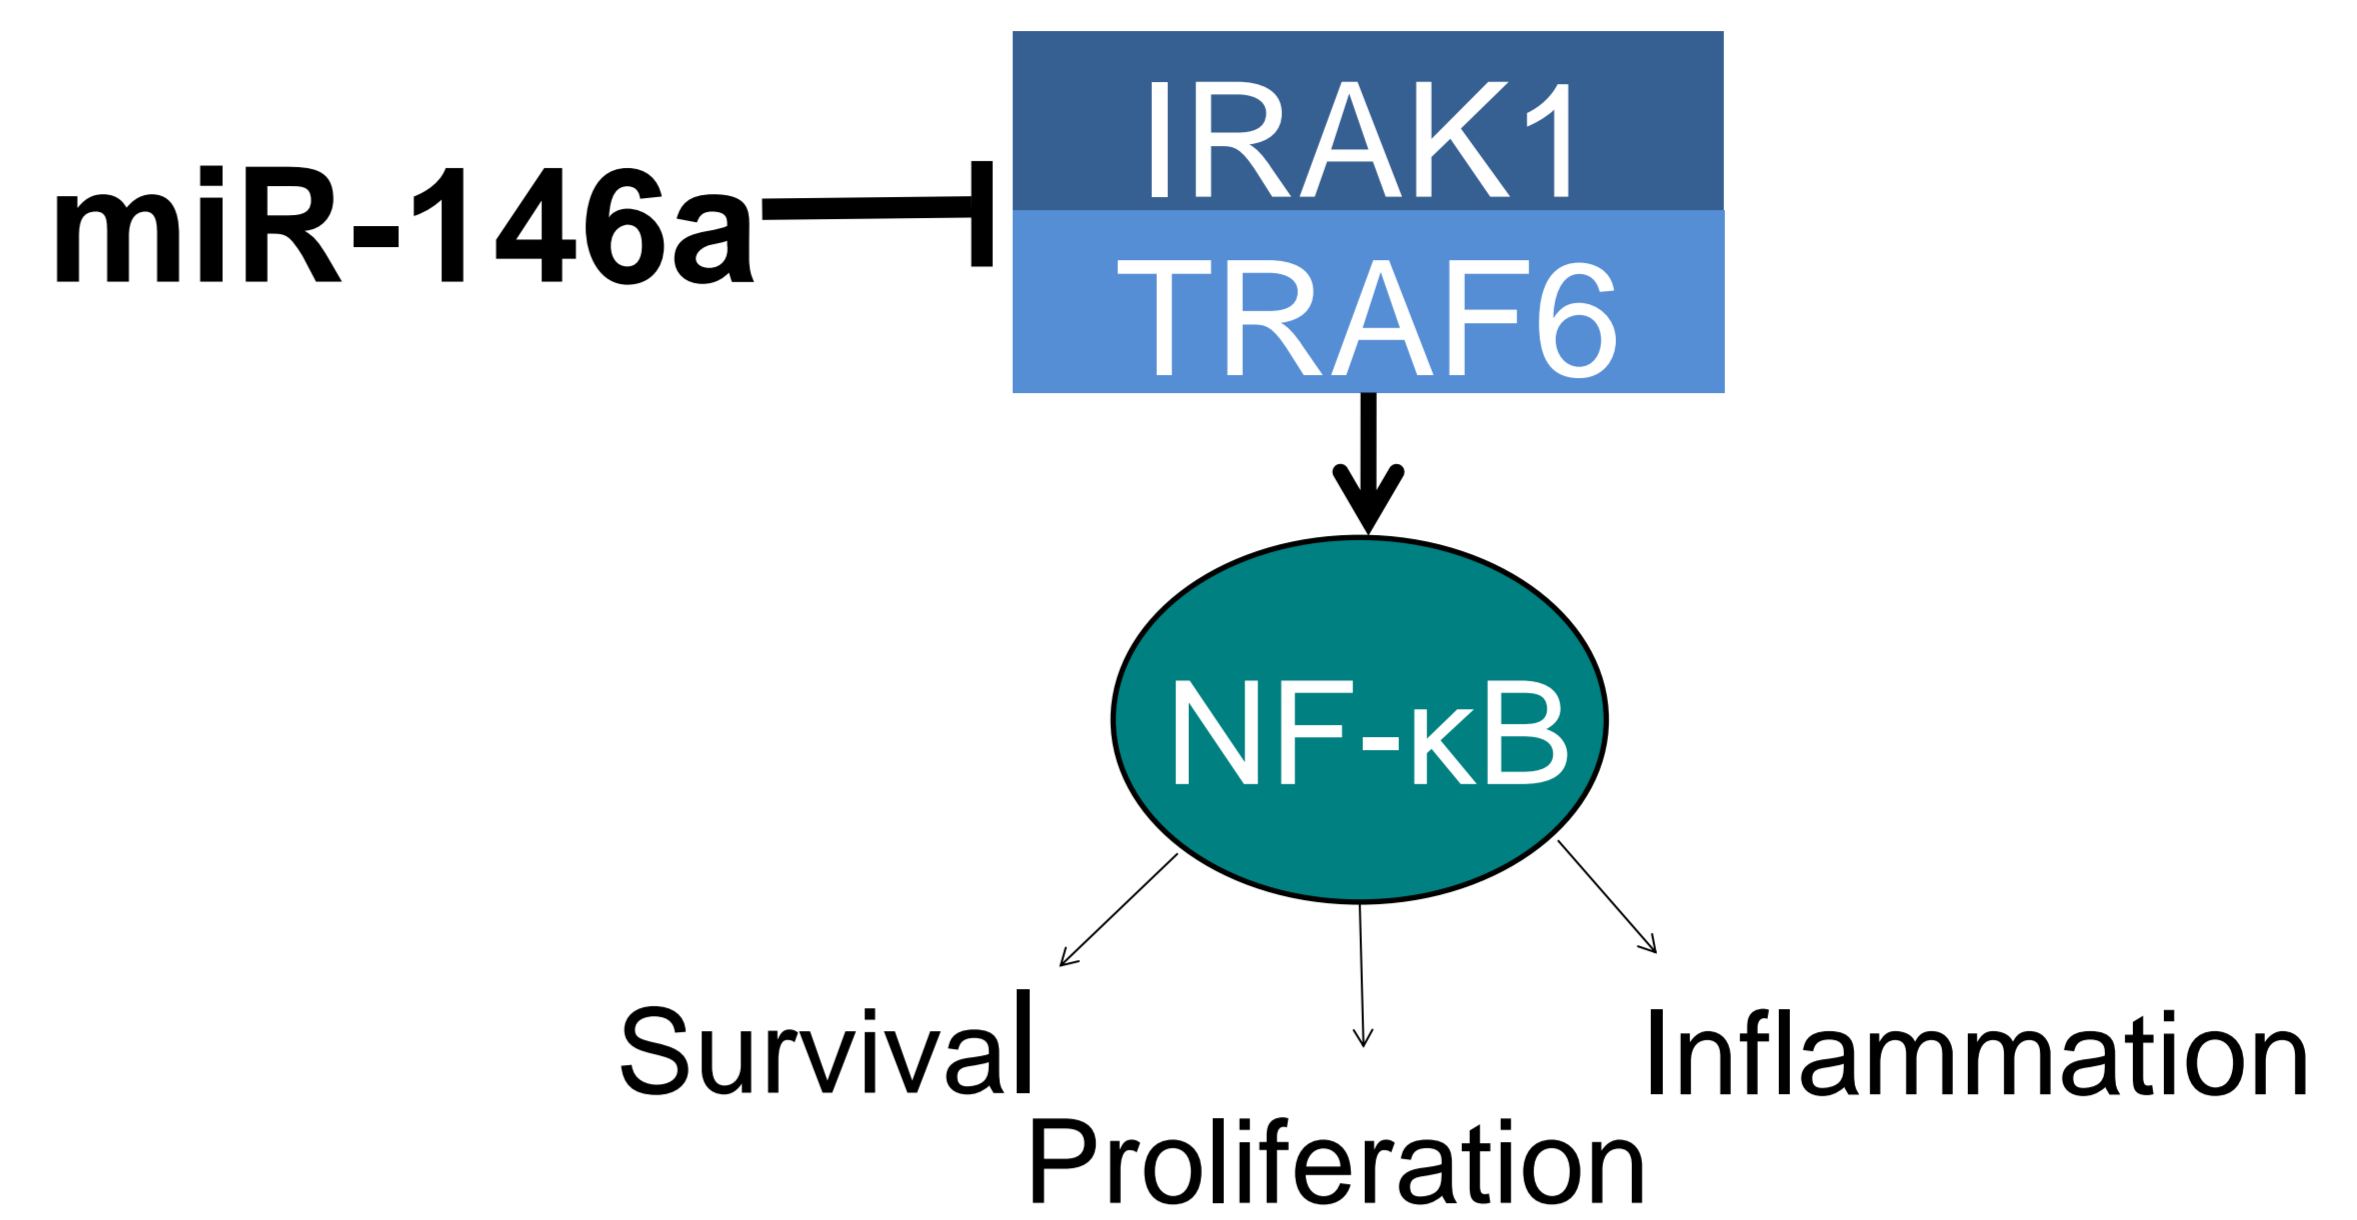 IRAK1
miR-146a
TRAF6
NF-κB
Survival
Inflammation
Proliferation